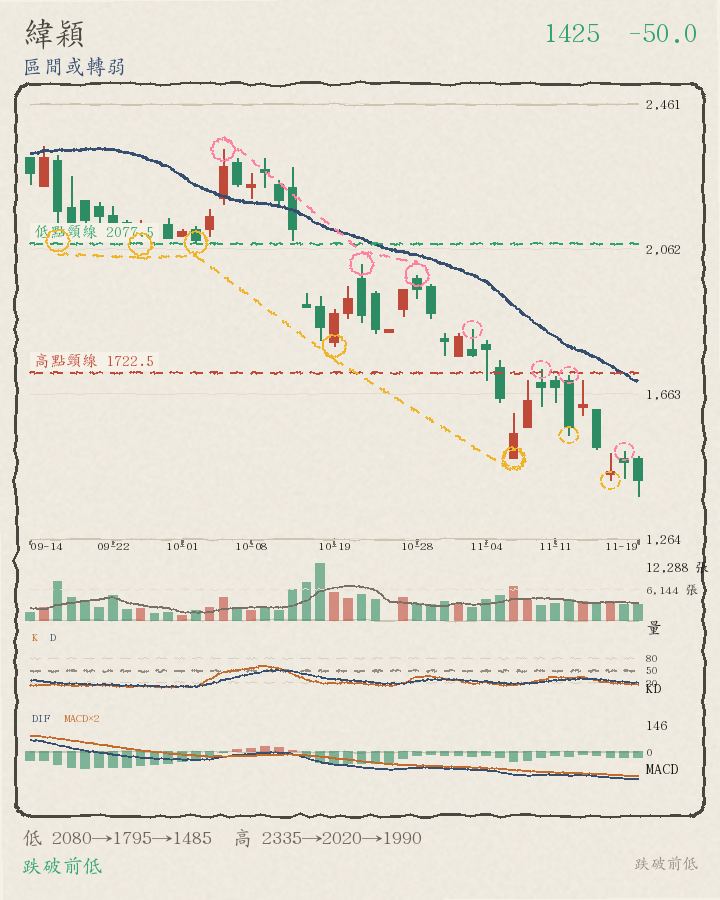 緯穎
1425 -50.0
區間或轉弱
2,461
低點頸線 2077.5
2,062
高點頸線 1722.5
1,663
1,264
09-14 09-22 10-01 10-08 10-19 10-28 11-04 11-11 11-19
12,288 張
6,144 張
量
K D
80
50
20
KD
DIF MACD×2
146
0
MACD
低 2080→1795→1485 高 2335→2020→1990
跌破前低
跌破前低